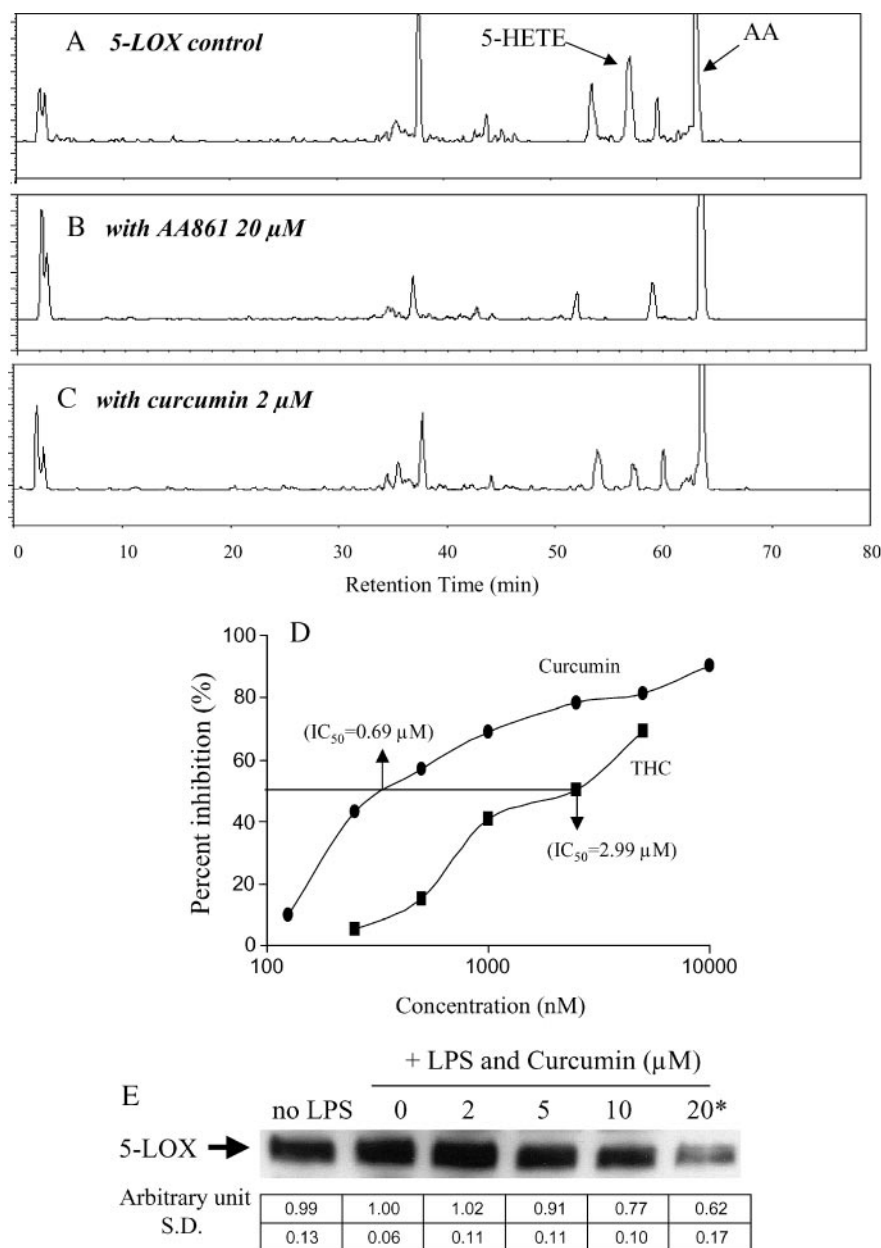 A 5-LOX control
5-HETE
AA
B with AA861 20 µM
C with curcumin 2 µM
0 10 20 30 40 50 60 70 80
Retention Time (min)
D
Percent inhibition (%)
100
80
60
40
20
0
Curcumin
(IC50=0.69 µM)
THC
(IC50=2.99 µM)
100 1000 10000
Concentration (nM)
+ LPS and Curcumin (µM)
E
no LPS 0 2 5 10 20*
5-LOX
Arbitrary unit 0.99 1.00 1.02 0.91 0.77 0.62
S.D. 0.13 0.06 0.11 0.11 0.10 0.17